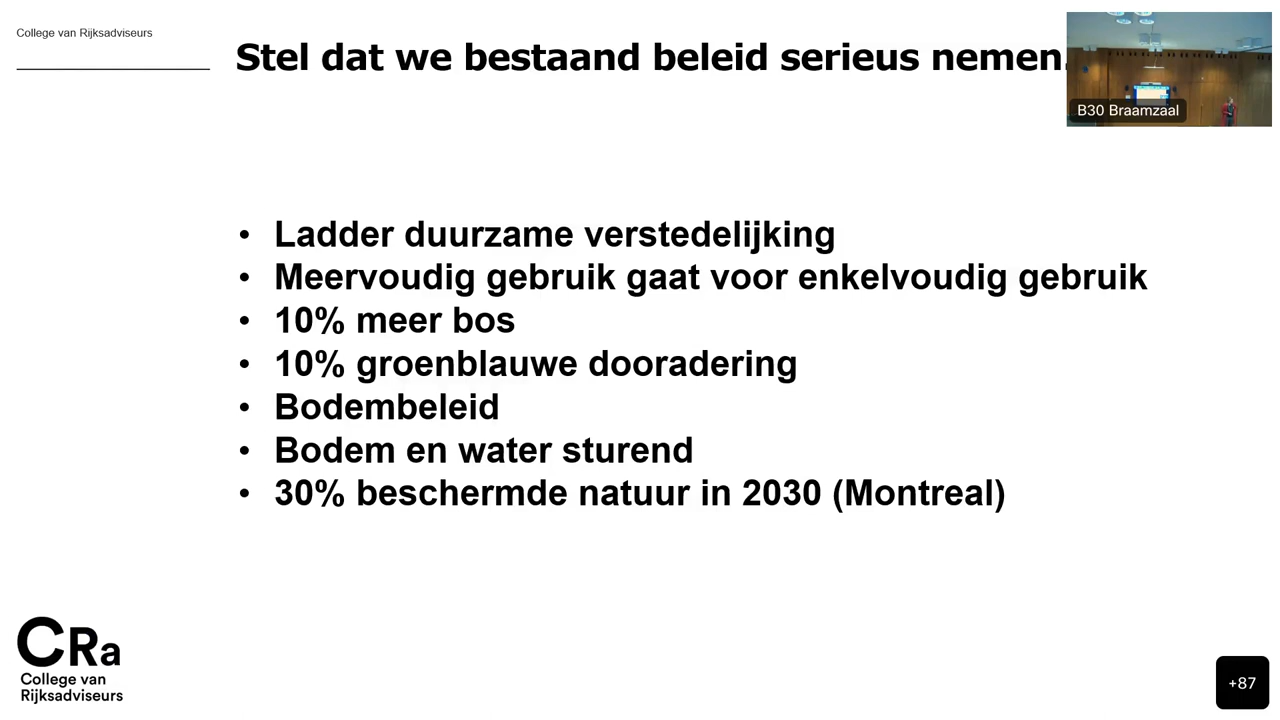 College van Rijksadviseurs
Stel dat we bestaand beleid serieus nemen.
B30 Braamzaal
• Ladder duurzame verstedelijking
• Meervoudig gebruik gaat voor enkelvoudig gebruik
• 10% meer bos
• 10% groenblauwe dooradering
• Bodembeleid
• Bodem en water sturend
• 30% beschermde natuur in 2030 (Montreal)
CRa
College van
Rijksadviseurs
+87